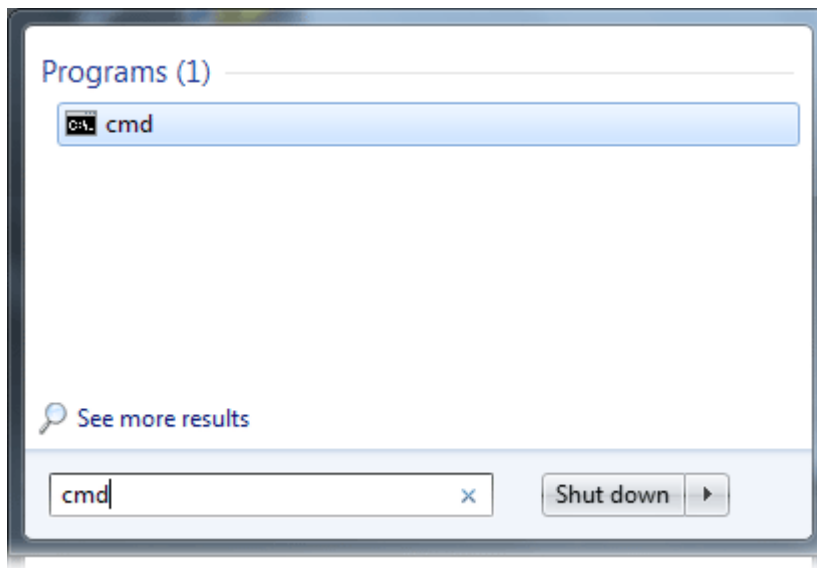 Programs (1)
C:\.
cmd
See more results
cmd
Shut down